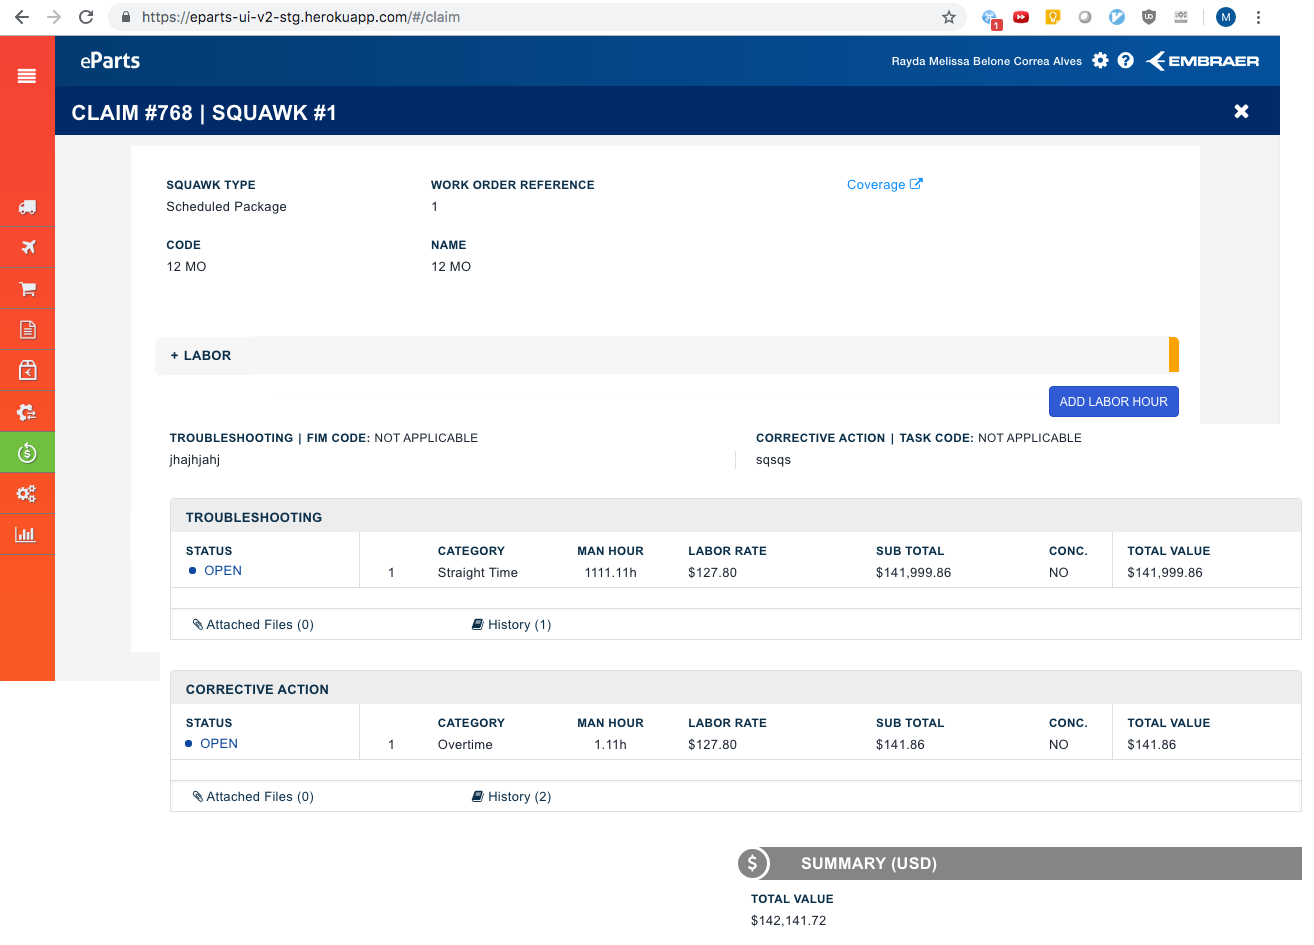 https://eparts-ui-v2-stg.herokuapp.com/#/claim
1
M
eParts
Rayda Melissa Belone Correa Alves
EMBRAER
CLAIM #768 | SQUAWK #1
SQUAWK TYPE
WORK ORDER REFERENCE
Coverage
Scheduled Package
1
CODE
NAME
12 MO
12 MO
+ LABOR
ADD LABOR HOUR
TROUBLESHOOTING | FIM CODE: NOT APPLICABLE
CORRECTIVE ACTION | TASK CODE: NOT APPLICABLE
jhajhjahj
sqsqs
TROUBLESHOOTING
STATUS CATEGORY MAN HOUR LABOR RATE SUB TOTAL CONC. TOTAL VALUE
OPEN 1 Straight Time 1111.11h $127.80 $141,999.86 NO $141,999.86
Attached Files (0) History (1)
CORRECTIVE ACTION
STATUS CATEGORY MAN HOUR LABOR RATE SUB TOTAL CONC. TOTAL VALUE
OPEN 1 Overtime 1.11h $127.80 $141.86 NO $141.86
Attached Files (0) History (2)
$ SUMMARY (USD)
TOTAL VALUE
$142,141.72